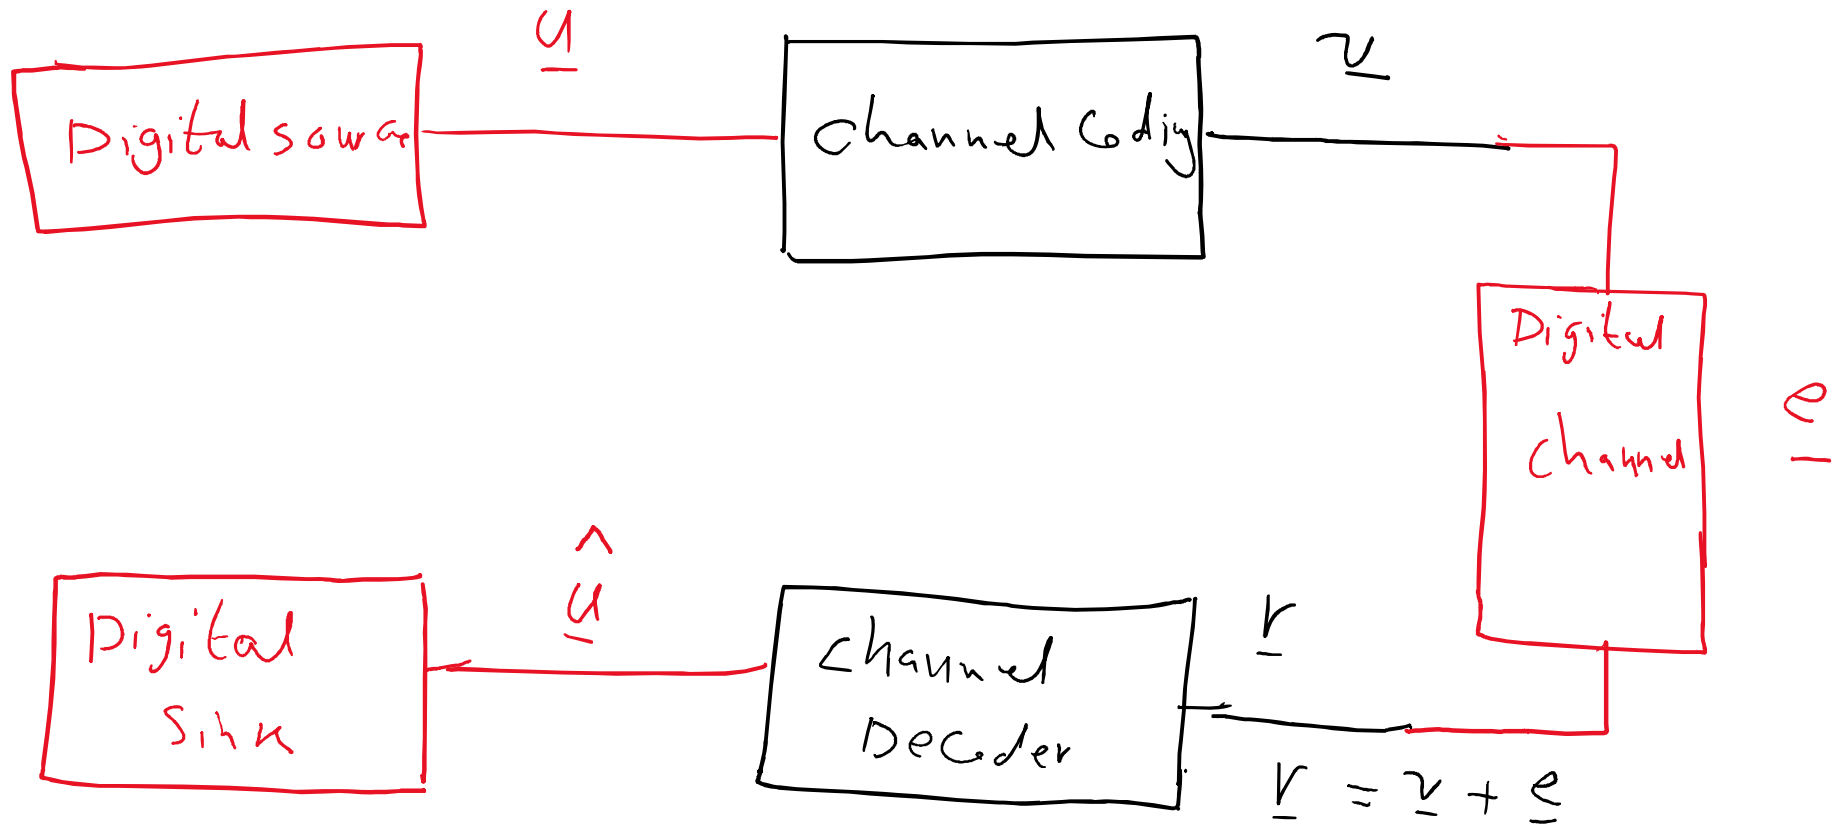 u
v
Digital source
Channel Coding
Digital
Channel
e
û
r
Digital
Sink
Channel
Decoder
r = v + e